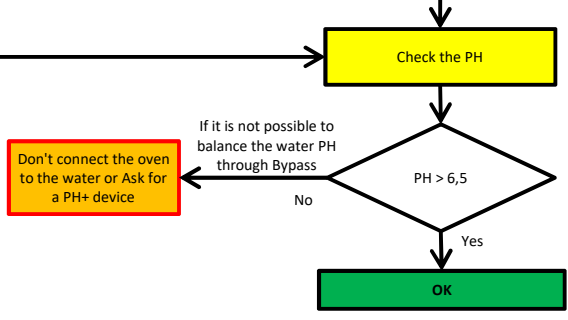 Check the PH
If it is not possible to
balance the water PH
through Bypass
Don't connect the oven
to the water or Ask for
a PH+ device
PH > 6,5
No
Yes
OK